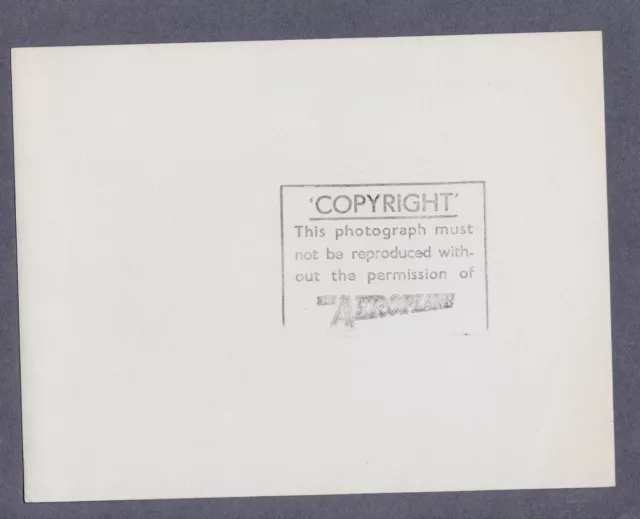 'COPYRIGHT'
This photograph must
not be reproduced with-
out the permission of
THE AEROPLANE